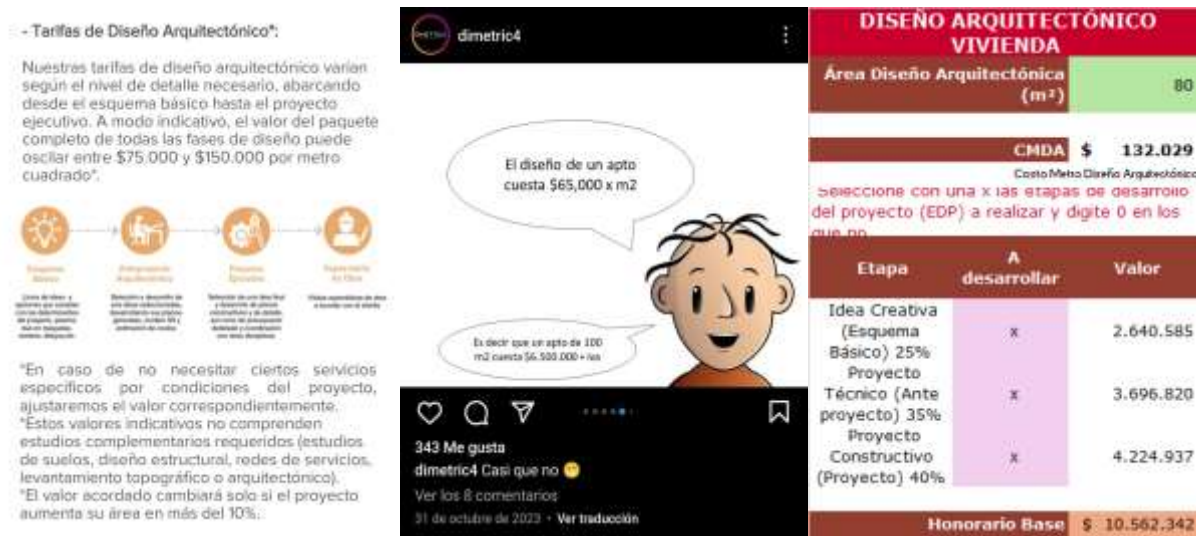 - Tarifas de Diseño Arquitectónico*:
Nuestras tarifas de diseño arquitectónico varían
según el nivel de detalle necesario, abarcando
desde el esquema básico hasta el proyecto
ejecutivo. A modo indicativo, el valor del paquete
completo de todas las fases de diseño puede
oscilar entre $75.000 y $150.000 por metro
cuadrado*.
Esquema
Básico
Anteproyecto
Arquitectónico
Proyecto
Ejecutivo
Supervisión
de Obra
*En caso de no necesitar ciertos servicios
específicos por condiciones del proyecto,
ajustaremos el valor correspondientemente.
*Estos valores indicativos no comprenden
estudios complementarios requeridos (estudios
de suelos, diseño estructural, redes de servicios,
levantamiento topográfico o arquitectónico).
*El valor acordado cambiará solo si el proyecto
aumenta su área en más del 10%.
dimetric4
El diseño de un apto
cuesta $65,000 x m2
Es decir que un apto de 100
m2 cuesta $6.500.000 + iva
343 Me gusta
dimetric4 Casi que no
Ver los 8 comentarios
31 de octubre de 2023 • Ver traducción
DISEÑO ARQUITECTÓNICO
VIVIENDA
Área Diseño Arquitectónica
(m²) 80
CMDA $ 132.029
Costo Metro Diseño Arquitectónico
Seleccione con una x las etapas de desarrollo
del proyecto (EDP) a realizar y digite 0 en los
que no
Etapa A desarrollar Valor
Idea Creativa
(Esquema x 2.640.585
Básico) 25%
Proyecto
Técnico (Ante x 3.696.820
proyecto) 35%
Proyecto
Constructivo x 4.224.937
(Proyecto) 40%
Honorario Base $ 10.562.342